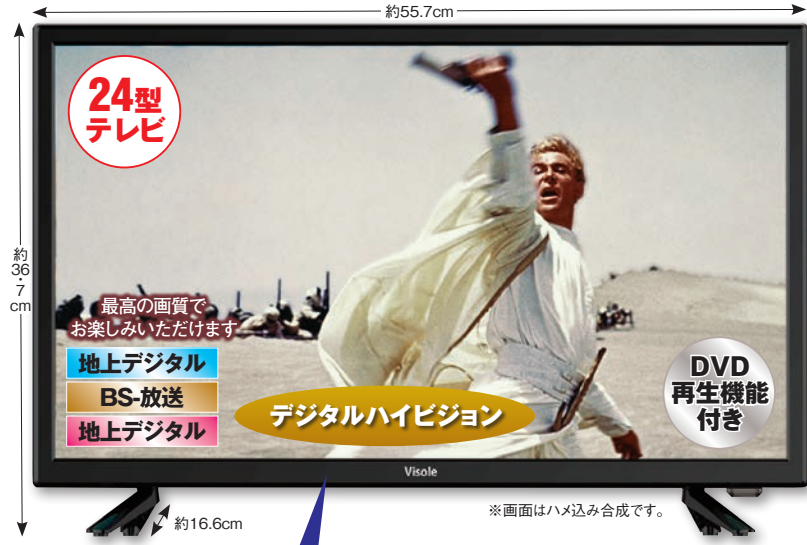 約55.7cm
24型
テレビ
約36・7cm
最高の画質で
お楽しみいただけます
地上デジタル
BS-放送
地上デジタル
デジタルハイビジョン
DVD
再生機能
付き
Visole
約16.6cm
※画面はハメ込み合成です。